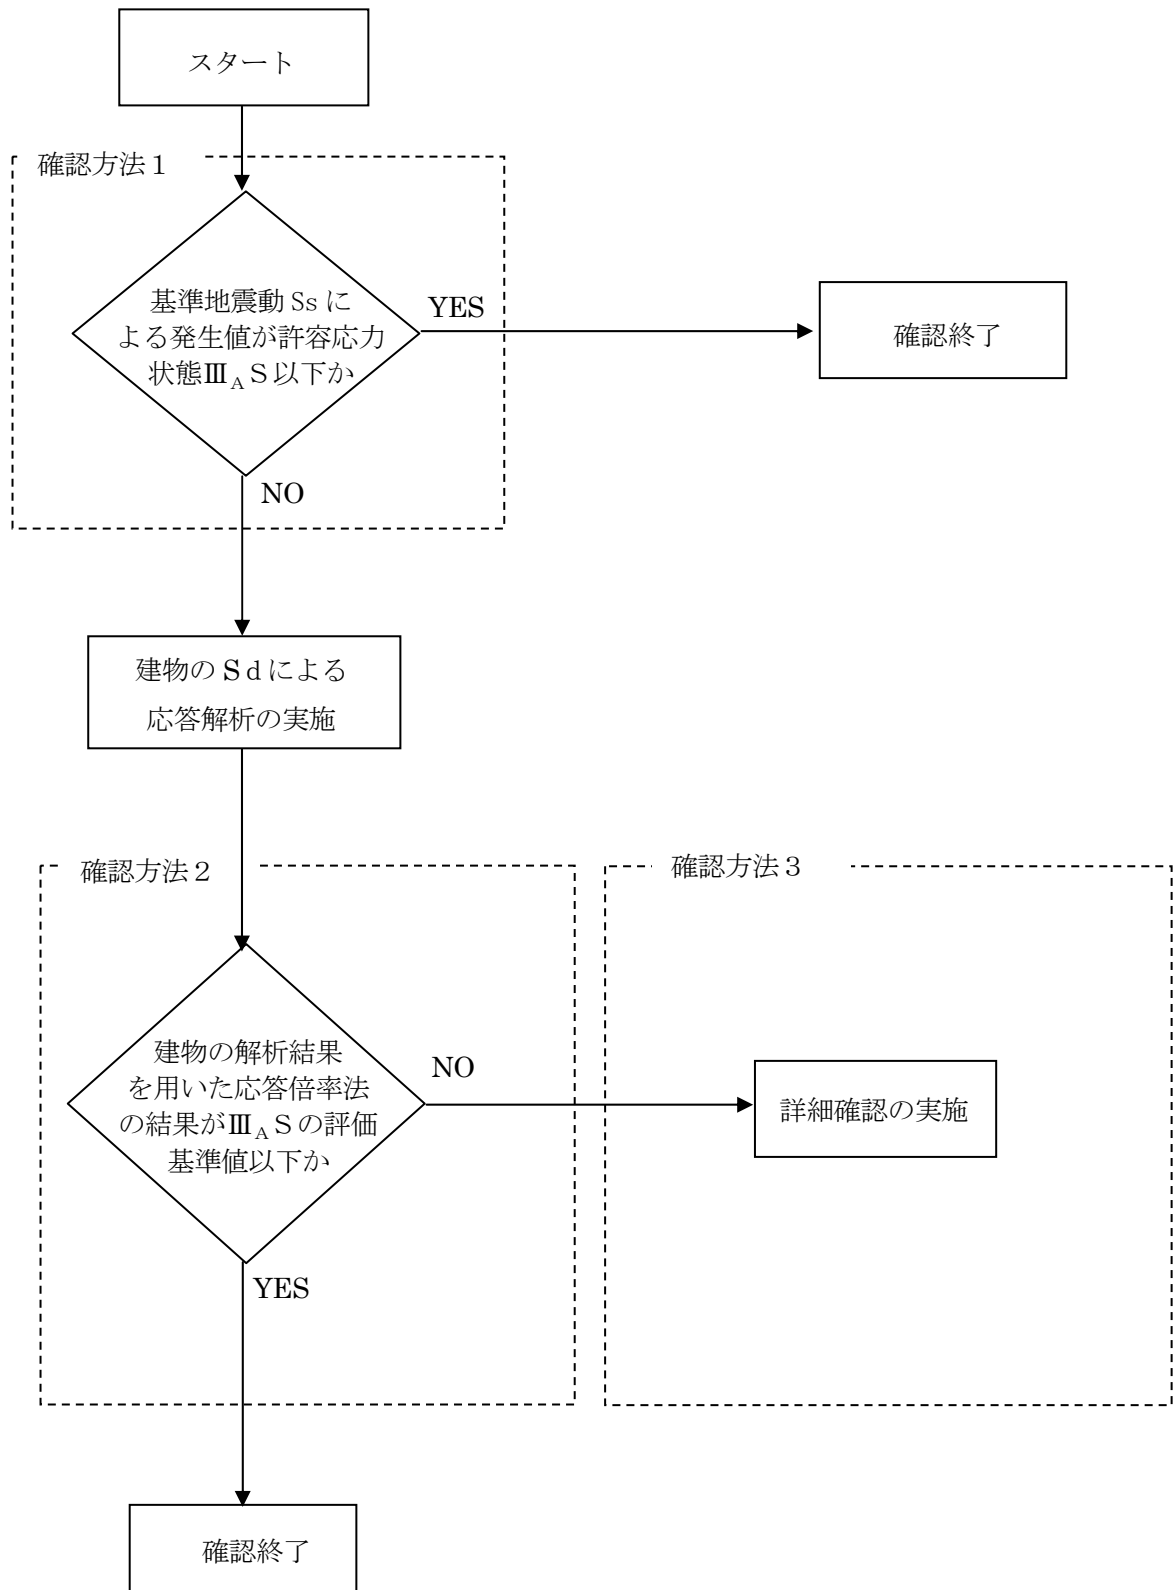 スタート
確認方法１
基準地震動 Ss に
よる発生値が許容応力
状態ⅢAＳ以下か
YES
確認終了
NO
建物の Sｄによる
応答解析の実施
確認方法２
確認方法３
建物の解析結果
を用いた応答倍率法
の結果がⅢAＳの評価
基準値以下か
NO
詳細確認の実施
YES
確認終了